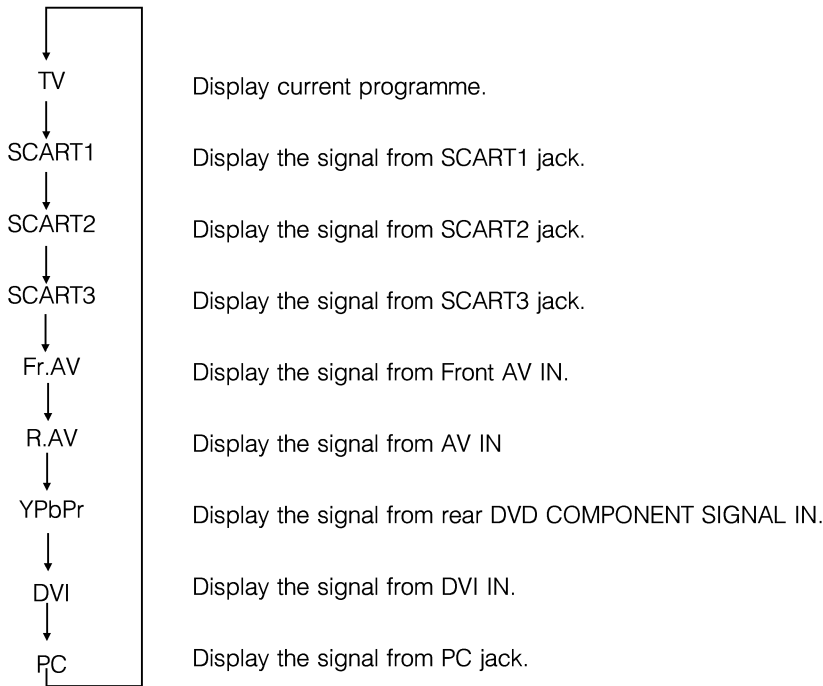 TV Display current programme.
SCART1 Display the signal from SCART1 jack.
SCART2 Display the signal from SCART2 jack.
SCART3 Display the signal from SCART3 jack.
Fr.AV Display the signal from Front AV IN.
R.AV Display the signal from AV IN
YPbPr Display the signal from rear DVD COMPONENT SIGNAL IN.
DVI Display the signal from DVI IN.
PC Display the signal from PC jack.